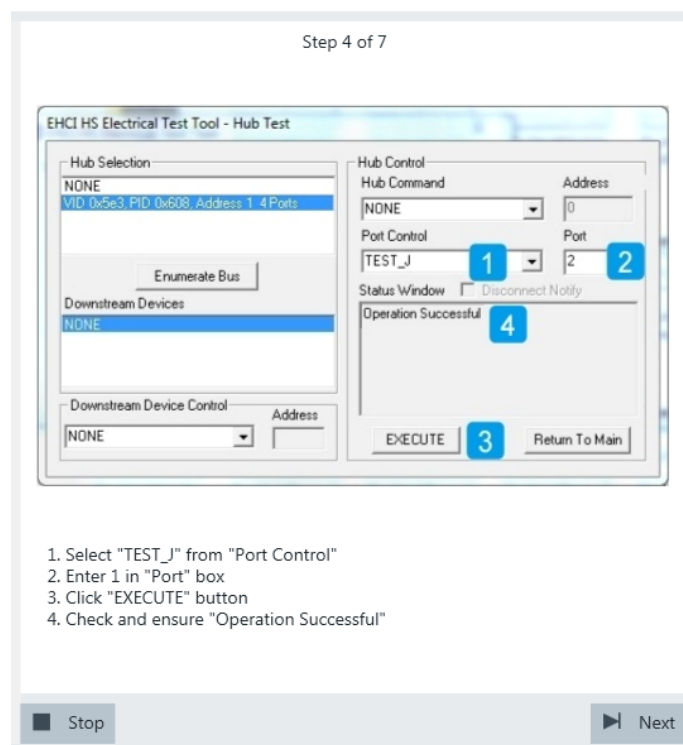 Step 4 of 7
EHCI HS Electrical Test Tool - Hub Test
Hub Selection
NONE
VID 0x5e3, PID 0x608, Address 1 4 Ports
Enumerate Bus
Downstream Devices
NONE
Downstream Device Control
Address
NONE
Hub Control
Hub Command
Address
NONE
0
Port Control
Port
TEST_J
1
2
2
Status Window
Disconnect Notify
Operation Successful
4
EXECUTE
3
Return To Main
1. Select "TEST_J" from "Port Control"
2. Enter 1 in "Port" box
3. Click "EXECUTE" button
4. Check and ensure "Operation Successful"
Stop
Next